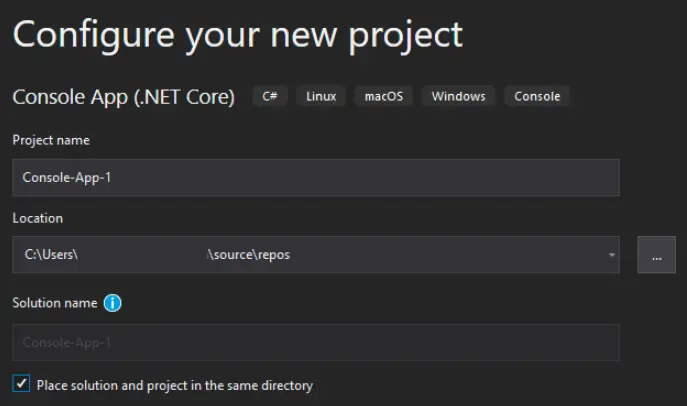 Configure your new project
Console App (.NET Core) C# Linux macOS Windows Console
Project name
Console-App-1
Location
C:\Users\ \source\repos
...
Solution name
Console-App-1
Place solution and project in the same directory